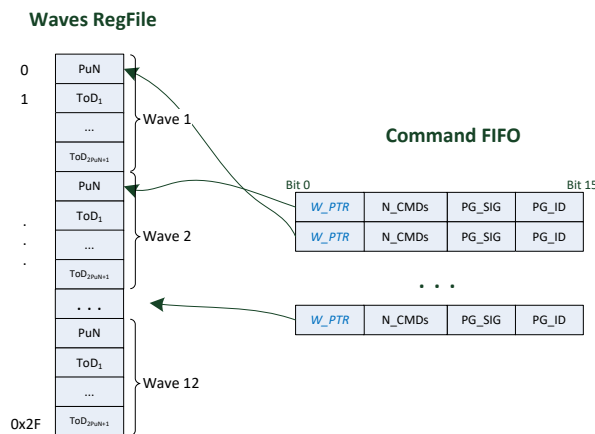 Waves RegFile
0
PuN
1
ToD₁
...
ToD₂PuN+1
Wave 1
PuN
ToD₁
...
ToD₂PuN+1
Wave 2
.
.
.
. . .
PuN
ToD₁
...
0x2F
ToD₂PuN+1
Wave 12
Command FIFO
Bit 0
Bit 15
W_PTR N_CMDs PG_SIG PG_ID
W_PTR N_CMDs PG_SIG PG_ID
. . .
W_PTR N_CMDs PG_SIG PG_ID